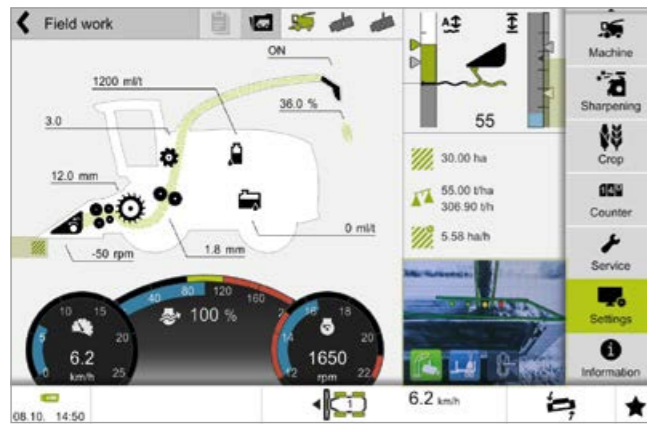 Field work
ON
1200 ml/t
36.0 %
3.0
12.0 mm
0 ml/t
-50 rpm
1.8 mm
A
55
30.00 ha
55.00 t/ha
306.90 t/h
5.58 ha/h
Machine
Sharpening
Crop
Counter
Service
Settings
Information
0 5 10 15 20 25
6.2
km/h
40 80 120 160
100 %
12 14 16 18 20 22
1650
rpm
08.10. 14:50
1
6.2 km/h